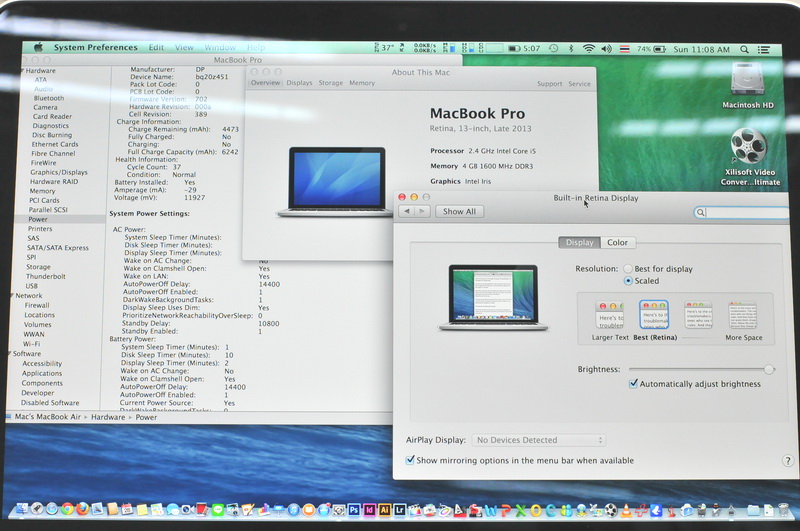 System Preferences Edit View Window Help
37° 0.0KB/s 0.0KB/s 5:07 74% Sun 11:08 AM
MacBook Pro
Hardware
ATA
Audio
Bluetooth
Camera
Card Reader
Diagnostics
Disc Burning
Ethernet Cards
Fibre Channel
FireWire
Graphics/Displays
Hardware RAID
Memory
PCI Cards
Parallel SCSI
Power
Printers
SAS
SATA/SATA Express
SPI
Storage
Thunderbolt
USB
Network
Firewall
Locations
Volumes
WWAN
Wi-Fi
Software
Accessibility
Applications
Components
Developer
Disabled Software
Manufacturer: DP
Device Name: bq20z451
Pack Lot Code: 0
PCB Lot Code: 0
Firmware Version: 702
Hardware Revision: 000a
Cell Revision: 389
Charge Information:
Charge Remaining (mAh): 4473
Fully Charged: No
Charging: No
Full Charge Capacity (mAh): 6242
Health Information:
Cycle Count: 37
Condition: Normal
Battery Installed: Yes
Amperage (mA): -29
Voltage (mV): 11927
System Power Settings:
AC Power:
System Sleep Timer (Minutes):
Disk Sleep Timer (Minutes):
Display Sleep Timer (Minutes):
Wake on AC Change: No
Wake on Clamshell Open: Yes
Wake on LAN: Yes
AutoPowerOff Delay: 14400
AutoPowerOff Enabled: 1
DarkWakeBackgroundTasks: 1
Display Sleep Uses Dim: Yes
PrioritizeNetworkReachabilityOverSleep: 0
Standby Delay: 10800
Standby Enabled: 1
Battery Power:
System Sleep Timer (Minutes): 1
Disk Sleep Timer (Minutes): 10
Display Sleep Timer (Minutes): 2
Wake on AC Change: No
Wake on Clamshell Open: Yes
AutoPowerOff Delay: 14400
AutoPowerOff Enabled: 1
Current Power Source: Yes
DarkWakeBackgroundTasks: 0
Mac's MacBook Air Hardware Power
About This Mac
Overview Displays Storage Memory Support Service
MacBook Pro
Retina, 13-inch, Late 2013
Processor 2.4 GHz Intel Core i5
Memory 4 GB 1600 MHz DDR3
Graphics Intel Iris
Macintosh HD
Xilisoft Video
Conver...ltimate
Built-in Retina Display
Show All
Display Color
Resolution: Best for display
Scaled
Here's to Here's to th Here's to the
troublem troublemak
Larger Text Best (Retina) More Space
Brightness:
Automatically adjust brightness
AirPlay Display: No Devices Detected
Show mirroring options in the menu bar when available
?
Ps Id Ai Lr